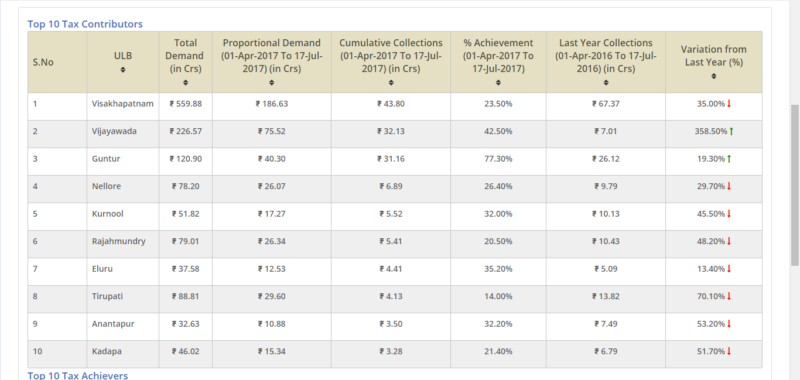 Top 10 Tax Contributors
S.No ULB Total Demand (in Crs) Proportional Demand (01-Apr-2017 To 17-Jul-2017) (in Crs) Cumulative Collections (01-Apr-2017 To 17-Jul-2017) (in Crs) % Achievement (01-Apr-2017 To 17-Jul-2017) Last Year Collections (01-Apr-2016 To 17-Jul-2016) (in Crs) Variation from Last Year (%)
1 Visakhapatnam ₹ 559.88 ₹ 186.63 ₹ 43.80 23.50% ₹ 67.37 35.00%
2 Vijayawada ₹ 226.57 ₹ 75.52 ₹ 32.13 42.50% ₹ 7.01 358.50%
3 Guntur ₹ 120.90 ₹ 40.30 ₹ 31.16 77.30% ₹ 26.12 19.30%
4 Nellore ₹ 78.20 ₹ 26.07 ₹ 6.89 26.40% ₹ 9.79 29.70%
5 Kurnool ₹ 51.82 ₹ 17.27 ₹ 5.52 32.00% ₹ 10.13 45.50%
6 Rajahmundry ₹ 79.01 ₹ 26.34 ₹ 5.41 20.50% ₹ 10.43 48.20%
7 Eluru ₹ 37.58 ₹ 12.53 ₹ 4.41 35.20% ₹ 5.09 13.40%
8 Tirupati ₹ 88.81 ₹ 29.60 ₹ 4.13 14.00% ₹ 13.82 70.10%
9 Anantapur ₹ 32.63 ₹ 10.88 ₹ 3.50 32.20% ₹ 7.49 53.20%
10 Kadapa ₹ 46.02 ₹ 15.34 ₹ 3.28 21.40% ₹ 6.79 51.70%
Top 10 Tax Achievers